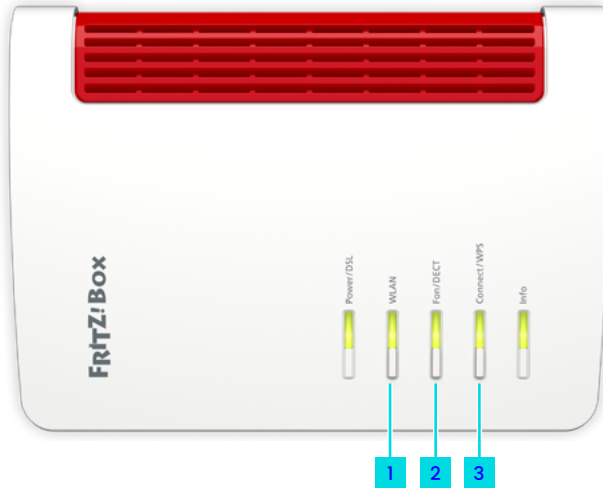 FRITZ!Box
Power/DSL
WLAN
Fon/DECT
Connect/WPS
Info
1
2
3